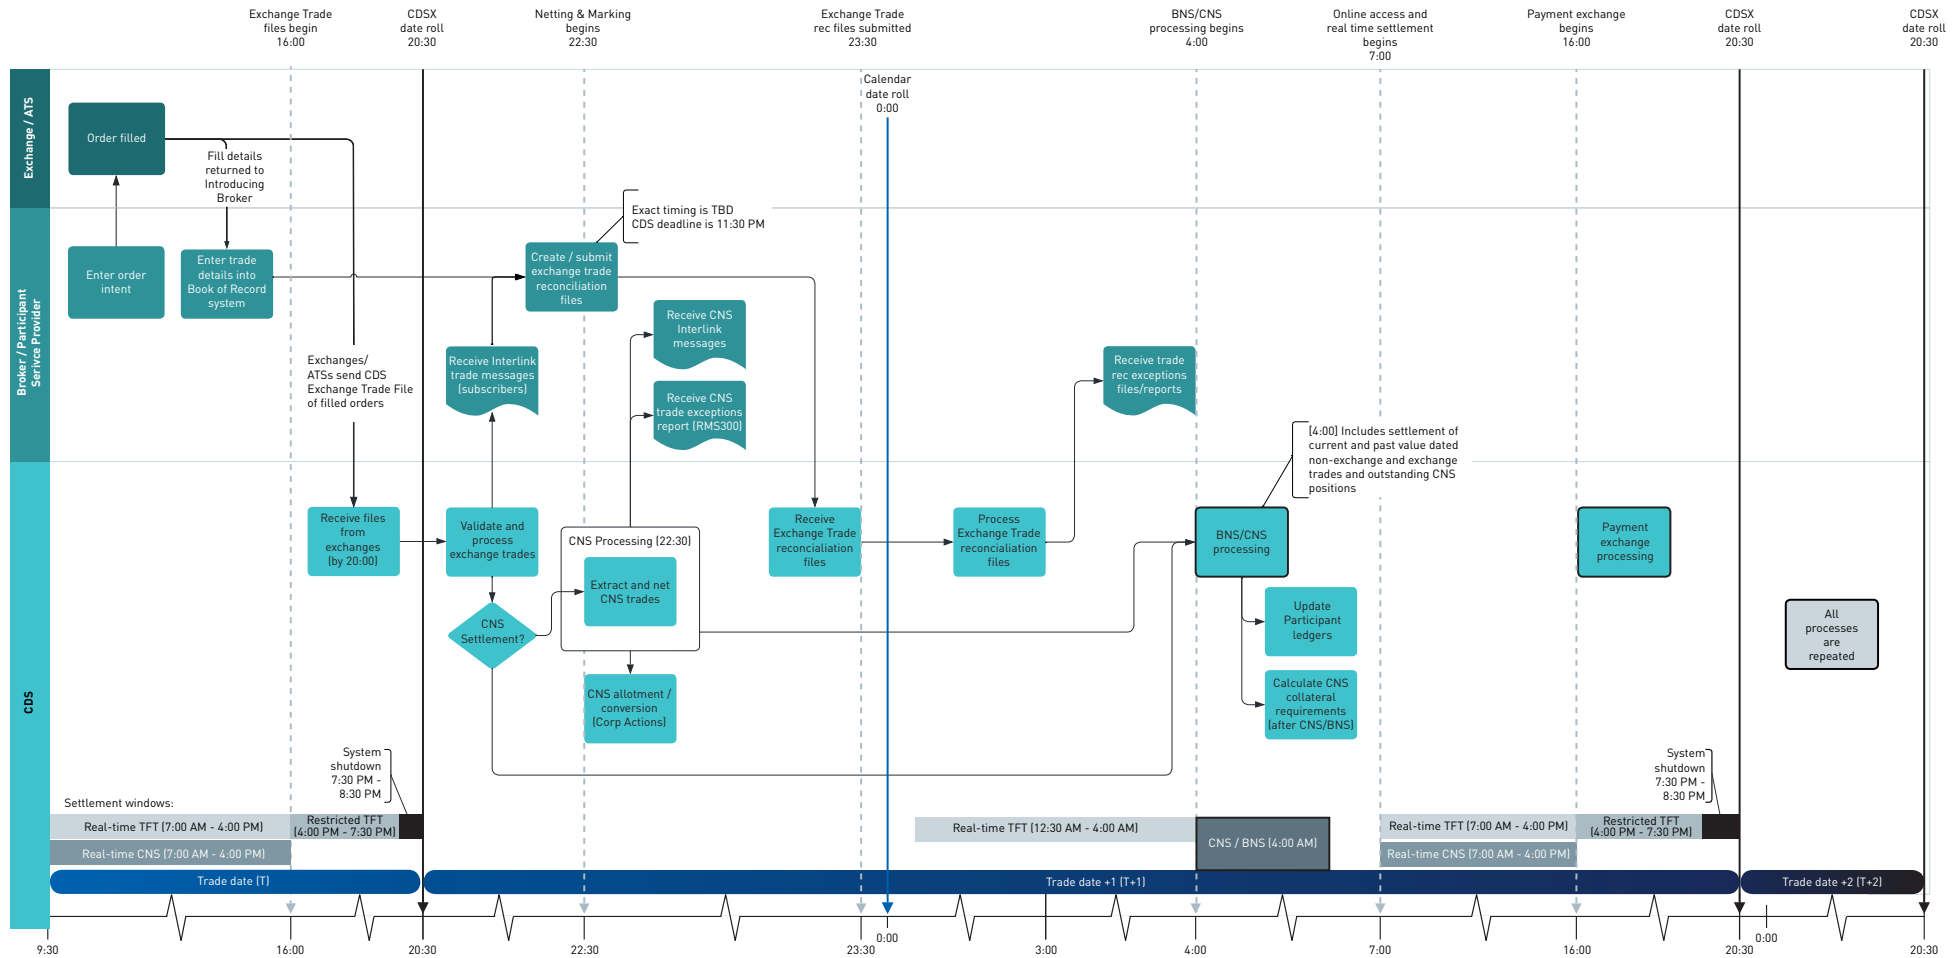 Exchange Trade
files begin
16:00
CDSX
date roll
20:30
Netting & Marking
begins
22:30
Exchange Trade
rec files submitted
23:30
BNS/CNS
processing begins
4:00
Online access and
real time settlement
begins
7:00
Payment exchange
begins
16:00
CDSX
date roll
20:30
CDSX
date roll
20:30
Calendar
date roll
0:00
Exchange / ATS
Order filled
Fill details
returned to
Introducing
Broker
Broker / Participant
Serivce Provider
Enter order
intent
Enter trade
details into
Book of Record
system
Exact timing is TBD
CDS deadline is 11:30 PM
Create / submit
exchange trade
reconciliation
files
Receive CNS
Interlink
messages
Receive CNS
trade exceptions
report (RMS300)
Receive Interlink
trade messages
(subscribers)
Exchanges/
ATSs send CDS
Exchange Trade File
of filled orders
Receive trade
rec exceptions
files/reports
[4:00] Includes settlement of
current and past value dated
non-exchange and exchange
trades and outstanding CNS
positions
CDS
Receive files
from
exchanges
(by 20:00)
Validate and
process
exchange trades
CNS Processing (22:30)
Extract and net
CNS trades
CNS
Settlement?
CNS allotment /
conversion
(Corp Actions)
Receive
Exchange Trade
reconcialiation
files
Process
Exchange Trade
reconcialiation
files
BNS/CNS
processing
Update
Participant
ledgers
Calculate CNS
collateral
requirements
(after CNS/BNS)
Payment
exchange
processing
All
processes
are
repeated
System
shutdown
7:30 PM -
8:30 PM
System
shutdown
7:30 PM -
8:30 PM
Settlement windows:
Real-time TFT (7:00 AM - 4:00 PM)
Restricted TFT
(4:00 PM - 7:30 PM)
Real-time CNS (7:00 AM - 4:00 PM)
Real-time TFT (12:30 AM - 4:00 AM)
CNS / BNS (4:00 AM)
Real-time TFT (7:00 AM - 4:00 PM)
Restricted TFT
(4:00 PM - 7:30 PM)
Real-time CNS (7:00 AM - 4:00 PM)
Trade date (T)
Trade date +1 (T+1)
Trade date +2 (T+2)
9:30
16:00
20:30
22:30
23:30
0:00
3:00
4:00
7:00
16:00
20:30
0:00
20:30